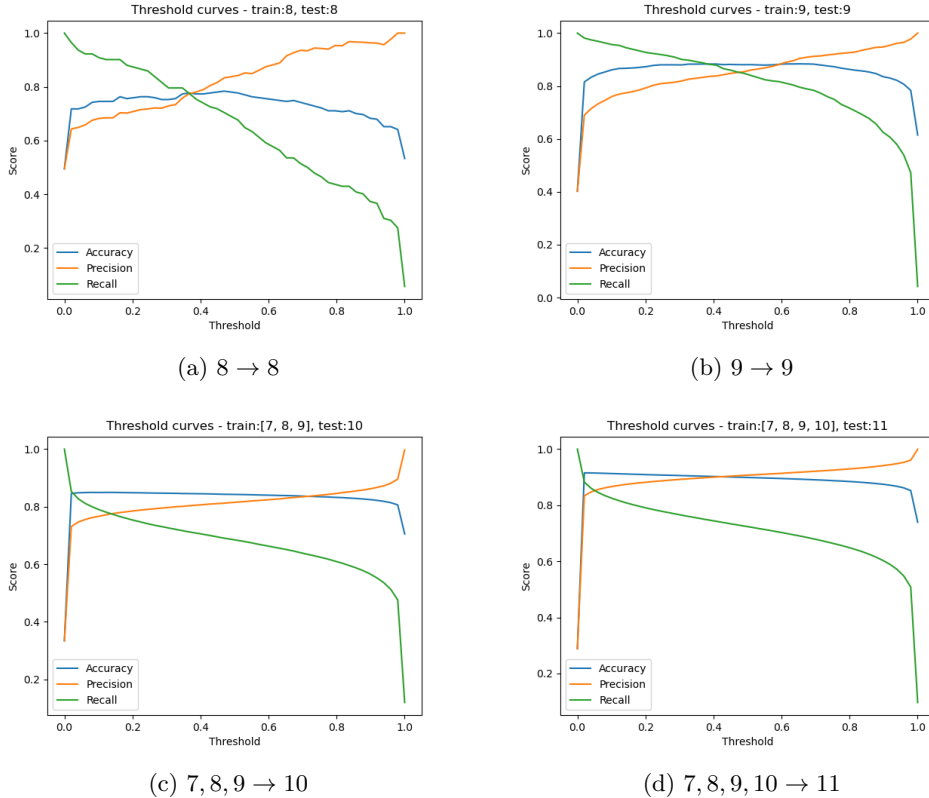 Threshold curves - train:8, test:8
1.0
0.8
0.6
0.4
0.2
Score
0.0 0.2 0.4 0.6 0.8 1.0
Threshold
Accuracy
Precision
Recall
(a) 8 → 8
Threshold curves - train:9, test:9
1.0
0.8
0.6
0.4
0.2
0.0
Score
0.0 0.2 0.4 0.6 0.8 1.0
Threshold
Accuracy
Precision
Recall
(b) 9 → 9
Threshold curves - train:[7, 8, 9], test:10
1.0
0.8
0.6
0.4
0.2
Score
0.0 0.2 0.4 0.6 0.8 1.0
Threshold
Accuracy
Precision
Recall
(c) 7, 8, 9 → 10
Threshold curves - train:[7, 8, 9, 10], test:11
1.0
0.8
0.6
0.4
0.2
Score
0.0 0.2 0.4 0.6 0.8 1.0
Threshold
Accuracy
Precision
Recall
(d) 7, 8, 9, 10 → 11